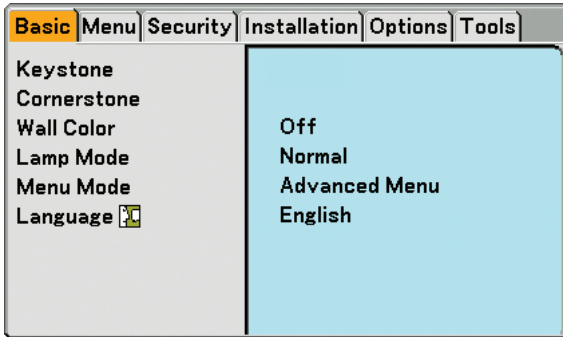 Basic Menu Security Installation Options Tools
Keystone
Cornerstone
Wall Color Off
Lamp Mode Normal
Menu Mode Advanced Menu
Language English